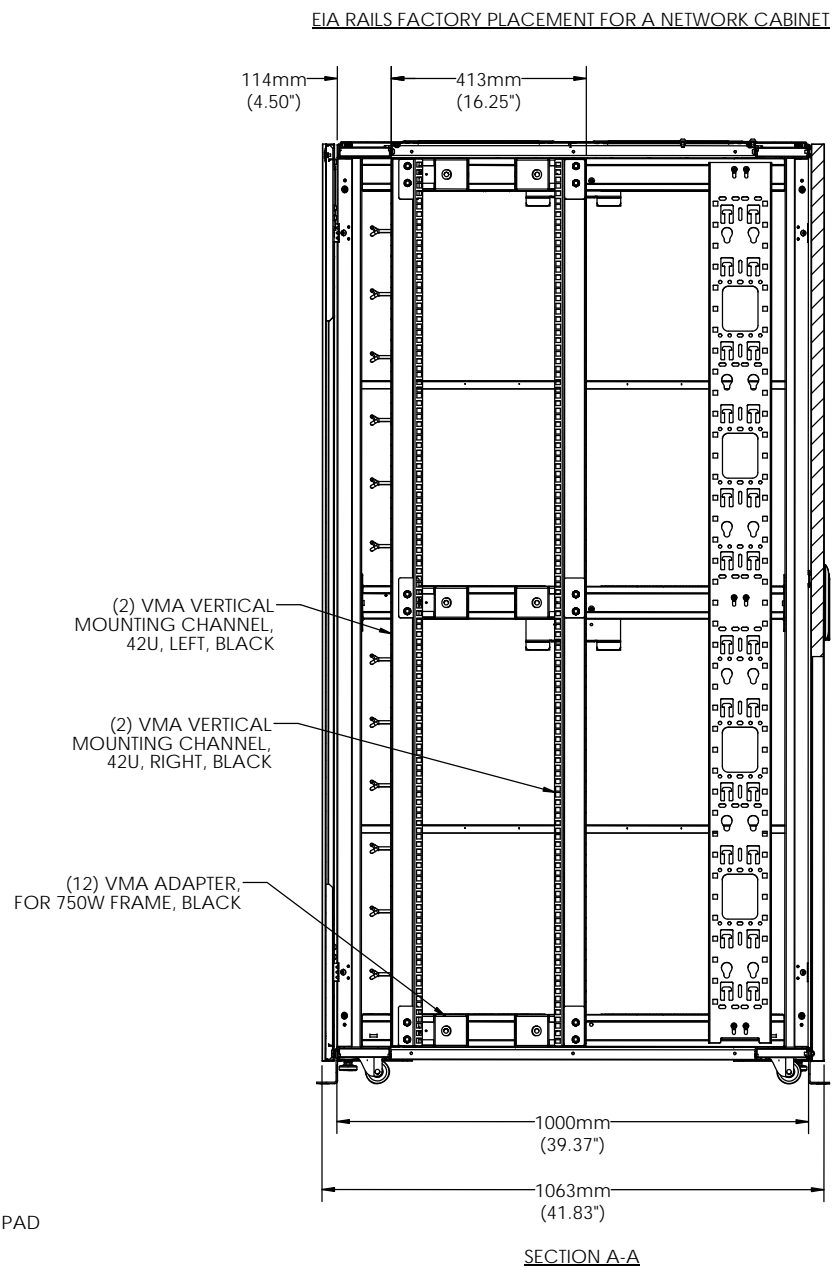 EIA RAILS FACTORY PLACEMENT FOR A NETWORK CABINET
114mm
(4.50")
413mm
(16.25")
(2) VMA VERTICAL
MOUNTING CHANNEL,
42U, LEFT, BLACK
(2) VMA VERTICAL
MOUNTING CHANNEL,
42U, RIGHT, BLACK
(12) VMA ADAPTER,
FOR 750W FRAME, BLACK
1000mm
(39.37")
1063mm
(41.83")
PAD
SECTION A-A